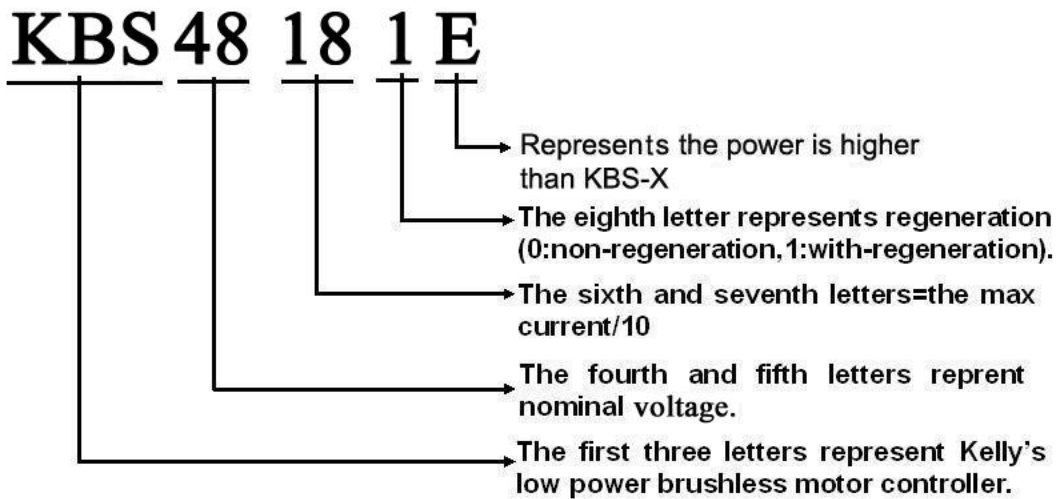 KBS 48 18 1 E
Represents the power is higher
than KBS-X
The eighth letter represents regeneration
(0:non-regeneration,1:with-regeneration).
The sixth and seventh letters=the max
current/10
The fourth and fifth letters reprent
nominal voltage.
The first three letters represent Kelly's
low power brushless motor controller.